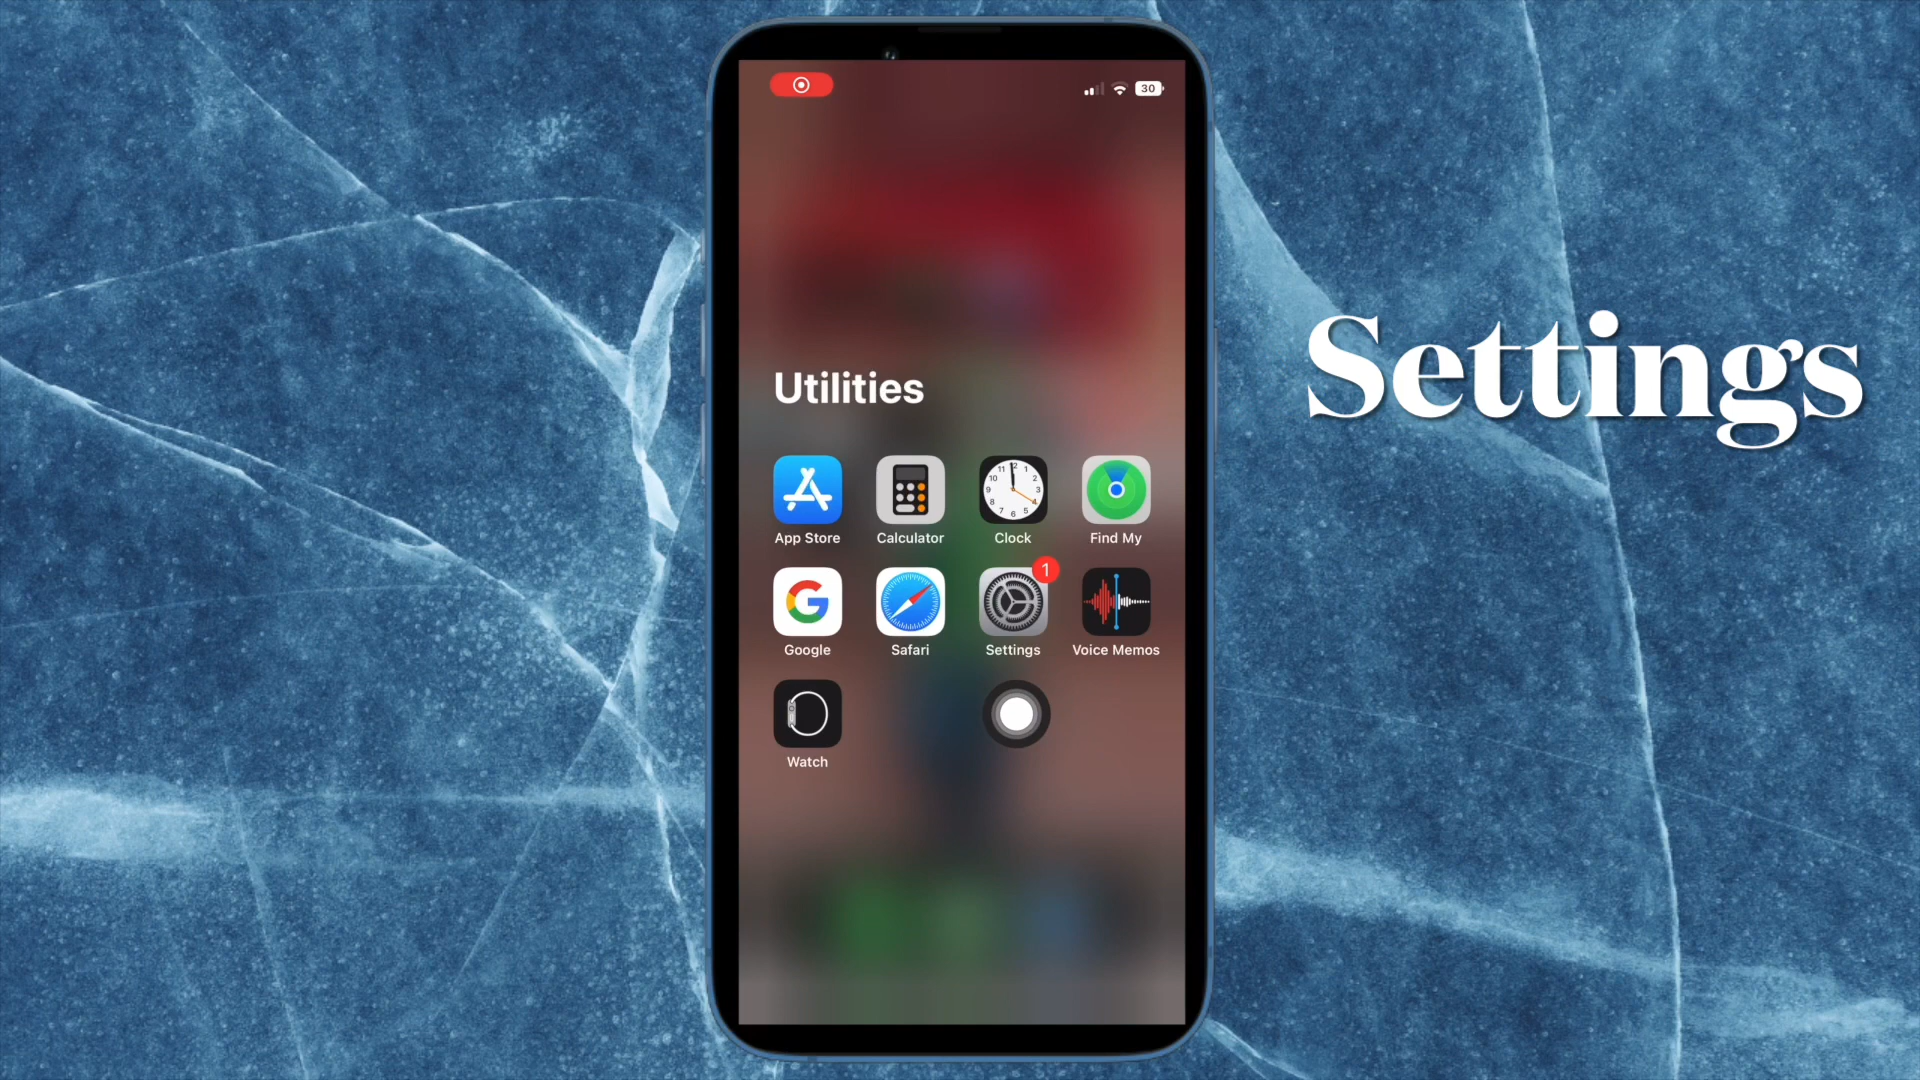 30
Settings
Utilities
App Store
Calculator
Clock
Find My
1
Google
Safari
Settings
Voice Memos
Watch